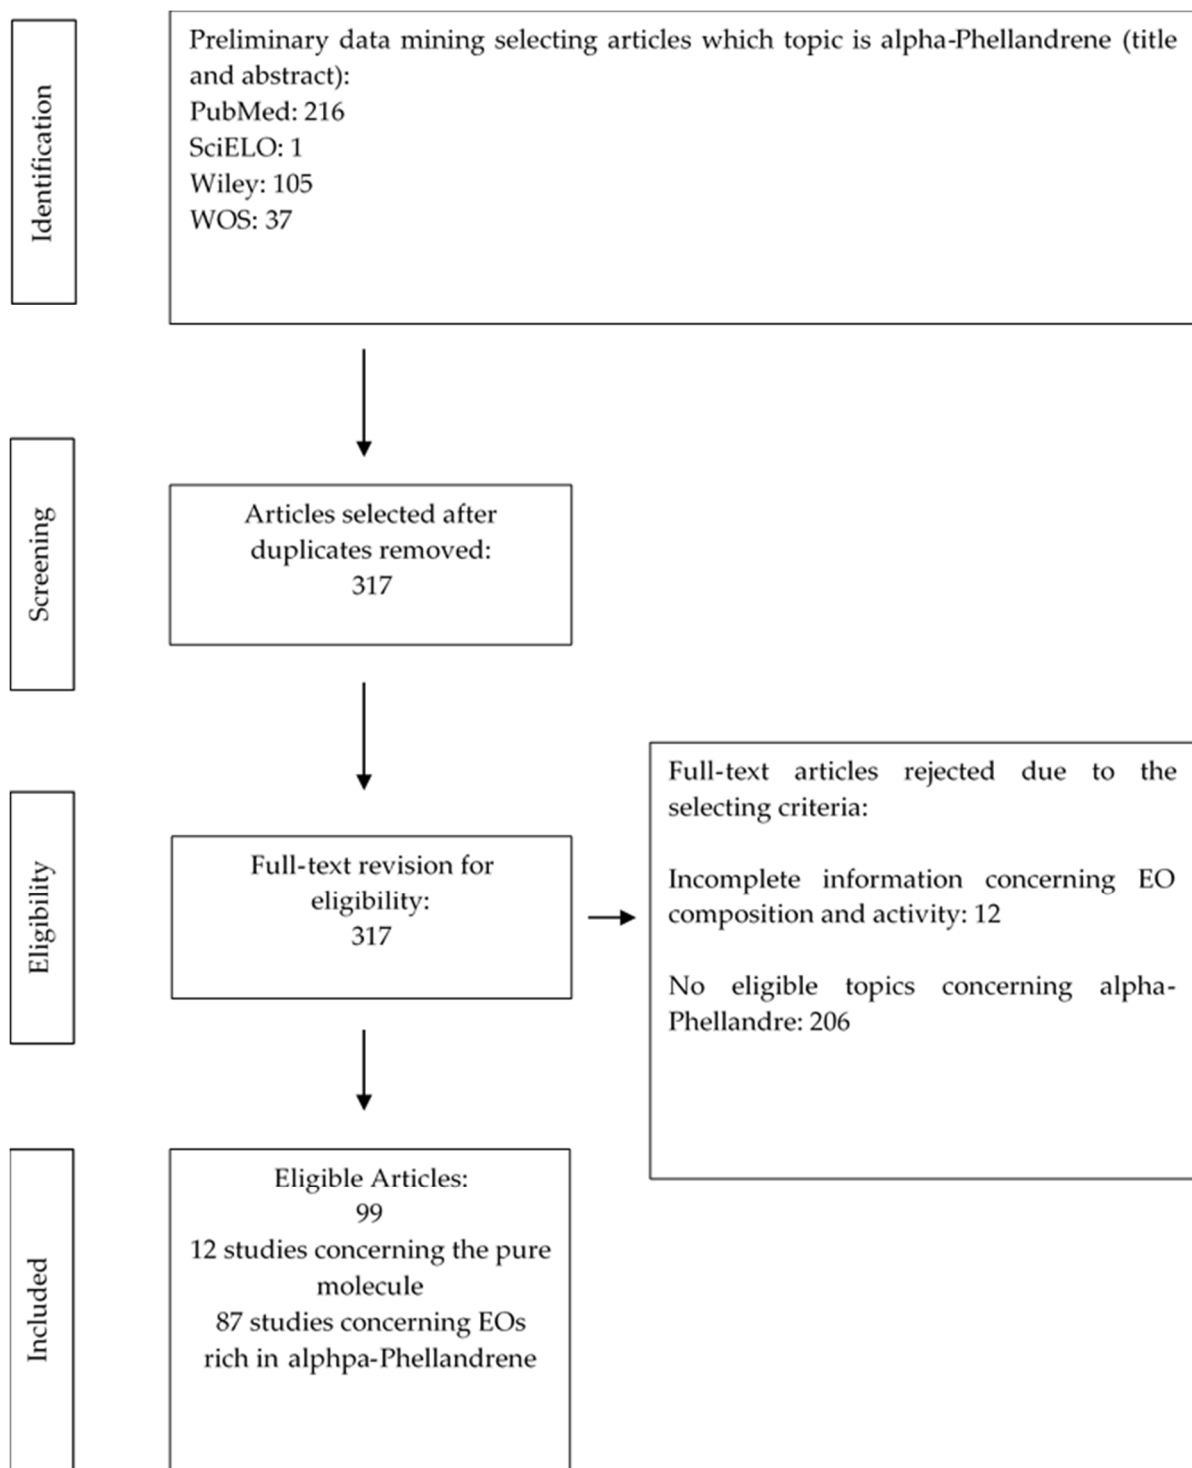 Identification
Preliminary data mining selecting articles which topic is alpha-Phellandrene (title
and abstract):
PubMed: 216
SciELO: 1
Wiley: 105
WOS: 37
Screening
Articles selected after
duplicates removed:
317
Eligibility
Full-text revision for
eligibility:
317
Full-text articles rejected due to the
selecting criteria:
Incomplete information concerning EO
composition and activity: 12
No eligible topics concerning alpha-
Phellandre: 206
Included
Eligible Articles:
99
12 studies concerning the pure
molecule
87 studies concerning EOs
rich in alphpa-Phellandrene